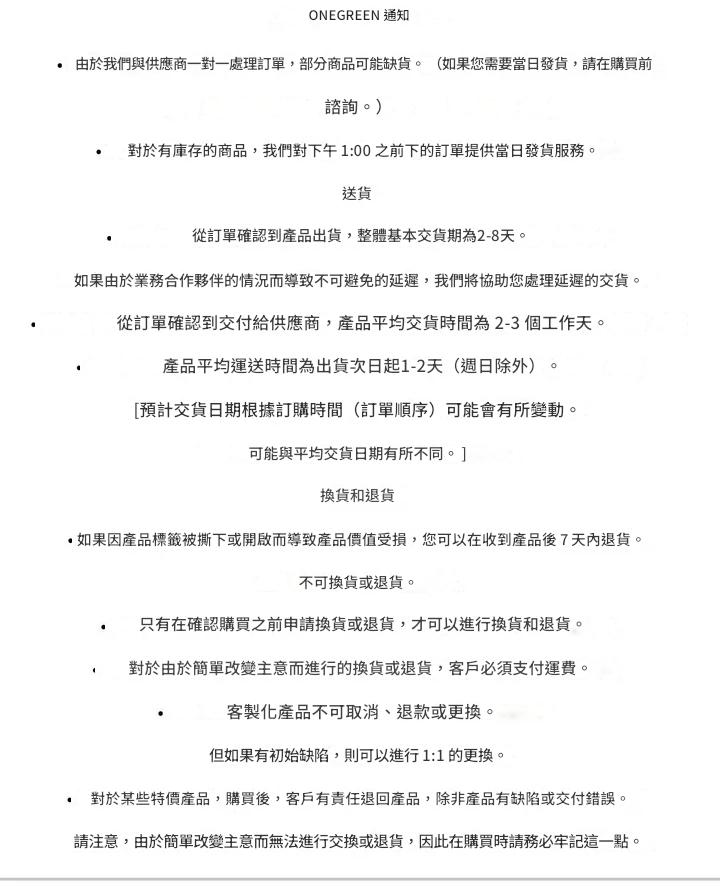 ONEGREEN 通知
• 由於我們與供應商一對一處理訂單，部分商品可能缺貨。（如果您需要當日發貨，請在購買前
諮詢。）
• 對於有庫存的商品，我們對下午 1:00 之前下的訂單提供當日發貨服務。
送貨
• 從訂單確認到產品出貨，整體基本交貨期為2-8天。
如果由於業務合作夥伴的情況而導致不可避免的延遲，我們將協助您處理延遲的交貨。
• 從訂單確認到交付給供應商，產品平均交貨時間為 2-3 個工作天。
• 產品平均運送時間為出貨次日起1-2天（週日除外）。
[預計交貨日期根據訂購時間（訂單順序）可能會有所變動。
可能與平均交貨日期有所不同。]
換貨和退貨
• 如果因產品標籤被撕下或開啟而導致產品價值受損，您可以在收到產品後 7 天內退貨。
不可換貨或退貨。
• 只有在確認購買之前申請換貨或退貨，才可以進行換貨和退貨。
• 對於由於簡單改變主意而進行的換貨或退貨，客戶必須支付運費。
• 客製化產品不可取消、退款或更換。
但如果有初始缺陷，則可以進行 1:1 的更換。
• 對於某些特價產品，購買後，客戶有責任退回產品，除非產品有缺陷或交付錯誤。
請注意，由於簡單改變主意而無法進行交換或退貨，因此在購買時請務必牢記這一點。